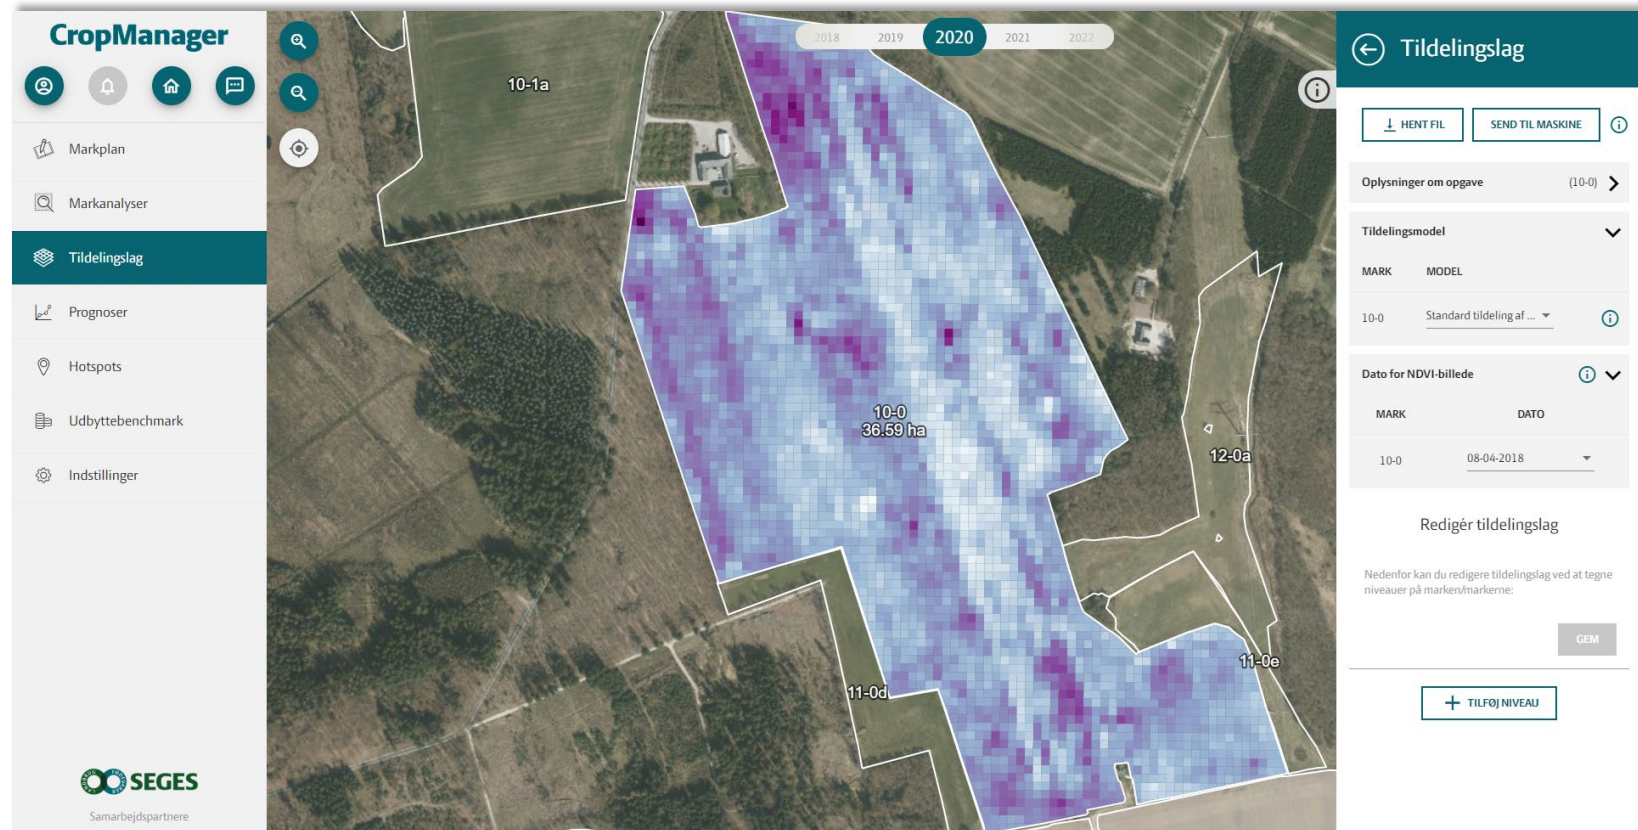 CropManager
Markplan
Markanalyser
Tildelingslag
Prognoser
Hotspots
Udbyttebenchmark
Indstillinger
SEGES
Samarbejdspartnere
2018 2019 2020 2021 2022
10-1a
10-0
36.59 ha
12-0a
11-0e
11-0d
Tildelingslag
HENT FIL SEND TIL MASKINE
Oplysninger om opgave (10-0)
Tildelingsmodel
MARK MODEL
10-0 Standard tildeling af ...
Dato for NDVI-billede
MARK DATO
10-0 08-04-2018
Redigér tildelingslag
Nedenfor kan du redigere tildelingslag ved at tegne
niveauer på marken/markerne:
GEM
+ TILFØJ NIVEAU